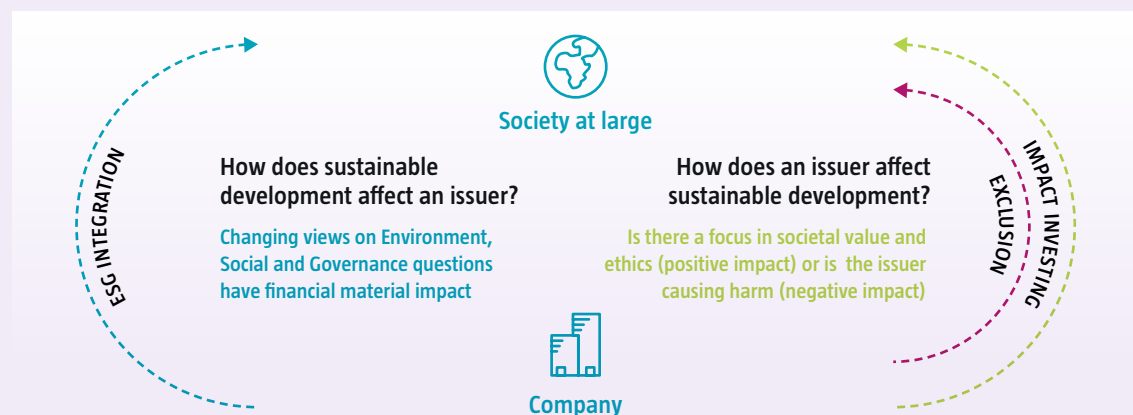 Society at large
ESG INTEGRATION
How does sustainable
development affect an issuer?
Changing views on Environment,
Social and Governance questions
have financial material impact
How does an issuer affect
sustainable development?
Is there a focus in societal value and
ethics (positive impact) or is the issuer
causing harm (negative impact)
EXCLUSION
IMPACT INVESTING
Company